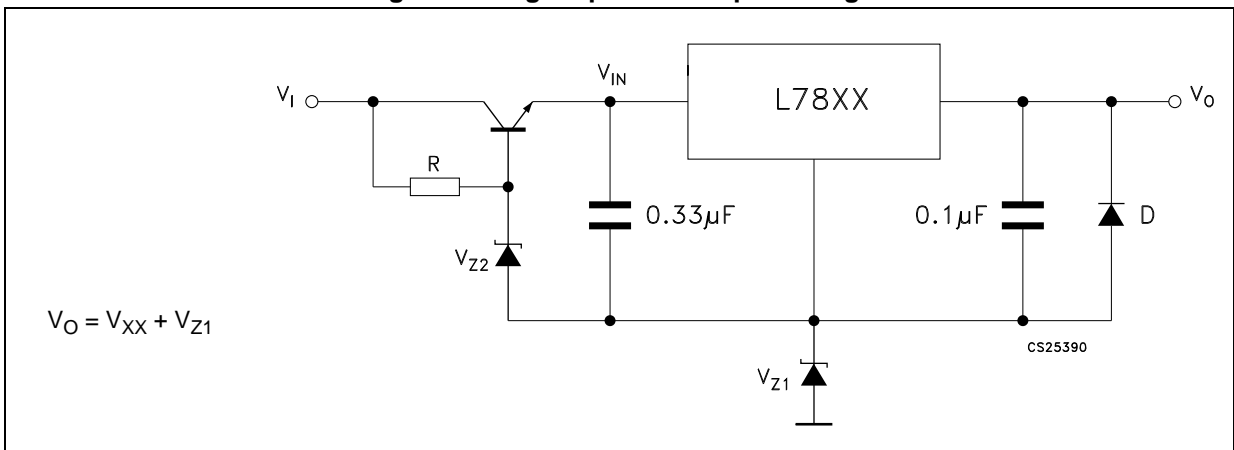 V_I
V_IN
L78XX
V_O
R
0.33µF
0.1µF
D
V_Z2
V_O = V_XX + V_Z1
CS25390
V_Z1